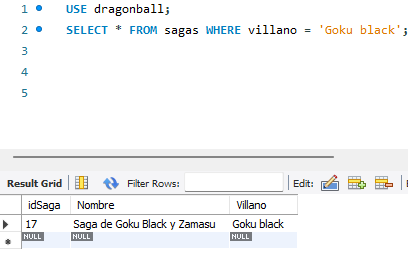 1 USE dragonball;
2 SELECT * FROM sagas WHERE villano = 'Goku black';
3
4
5
Result Grid Filter Rows: Edit:
idSaga Nombre Villano
17 Saga de Goku Black y Zamasu Goku black
NULL NULL NULL